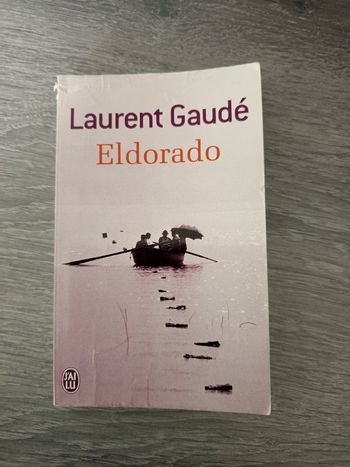 Laurent Gaudé
Eldorado
J'AI
LU